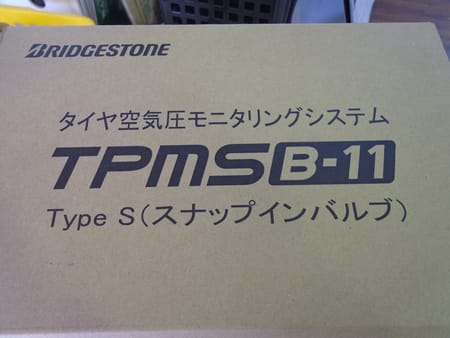 BRIDGESTONE
タイヤ空気圧モニタリングシステム
TPMS B-11
Type S(スナップインバルブ)